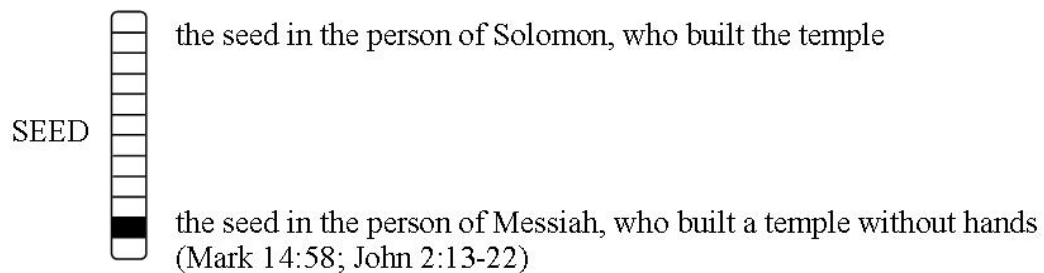 the seed in the person of Solomon, who built the temple
SEED
the seed in the person of Messiah, who built a temple without hands
(Mark 14:58; John 2:13-22)